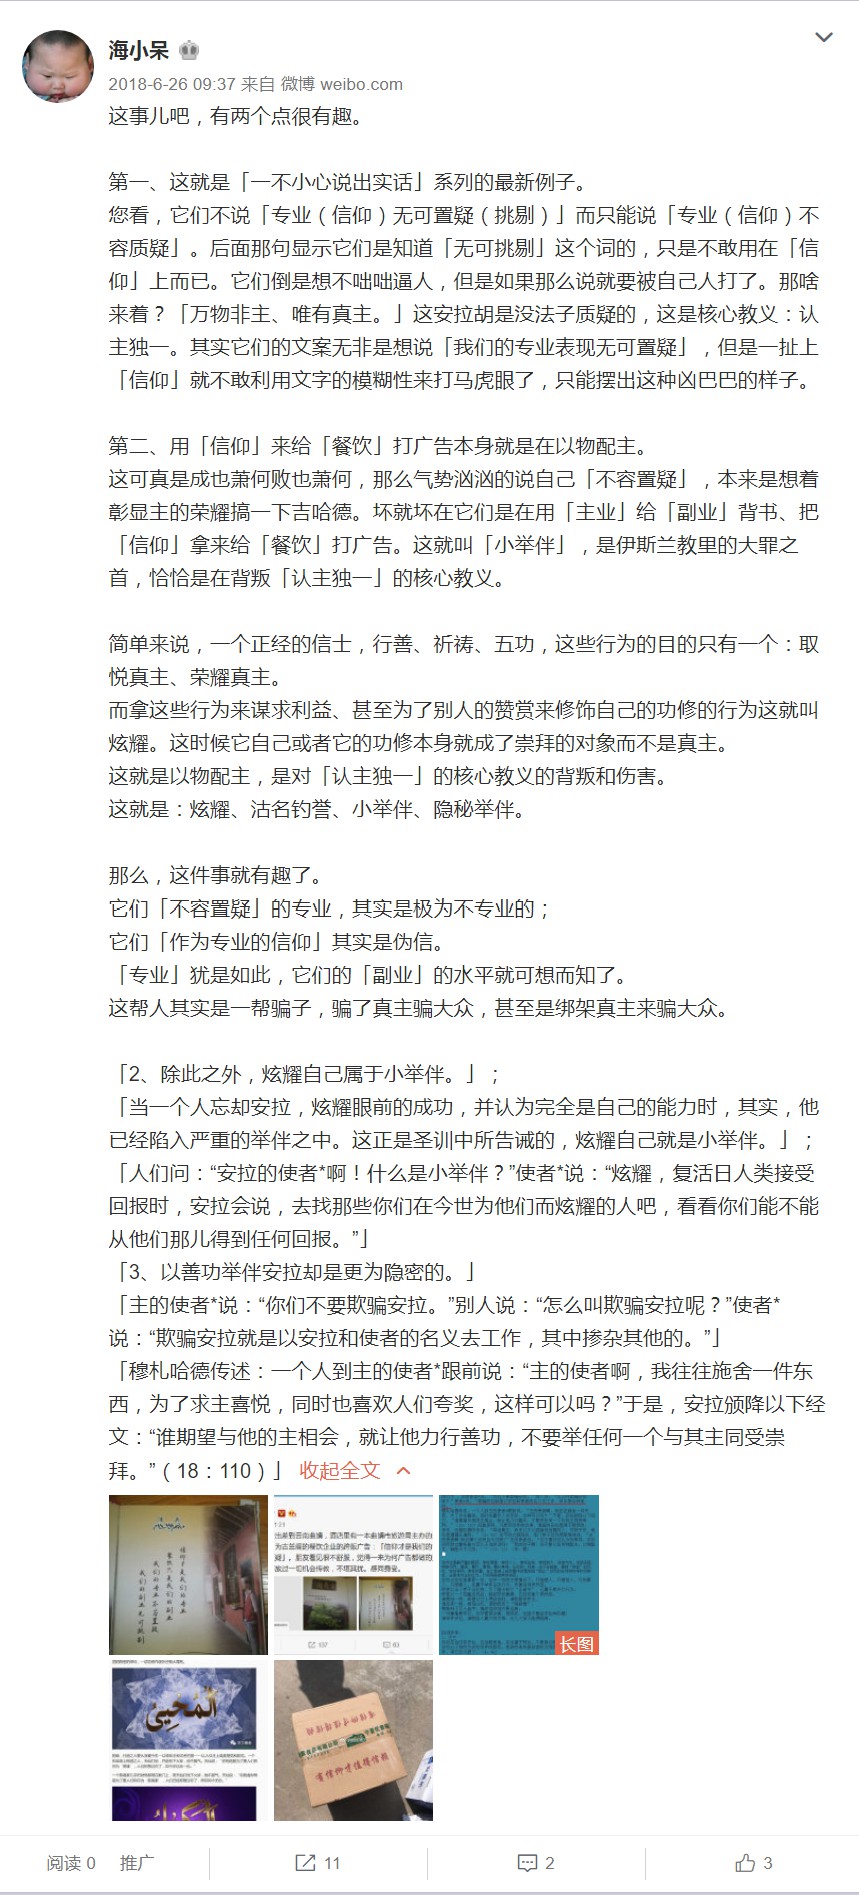 海小呆
2018-6-26 09:37 来自 微博 weibo.com
这事儿吧，有两个点很有趣。
第一、这就是「一不小心说出实话」系列的最新例子。
您看，它们不说「专业（信仰）无可置疑（挑剔）」而只能说「专业（信仰）不
容质疑」。后面那句显示它们是知道「无可挑剔」这个词的，只是不敢用在「信
仰」上而已。它们倒是想不咄咄逼人，但是如果那么说就要被自己人打了。那啥
来着？「万物非主、唯有真主。」这安拉胡是没法子质疑的，这是核心教义：认
主独一。其实它们的文案无非是想说「我们的专业表现无可置疑」，但是一扯上
「信仰」就不敢利用文字的模糊性来打马虎眼了，只能摆出这种凶巴巴的样子。
第二、用「信仰」来给「餐饮」打广告本身就是在以物配主。
这可真是成也萧何败也萧何，那么气势汹汹的说自己「不容置疑」，本来是想着
彰显主的荣耀搞一下吉哈德。坏就坏在它们是在用「主业」给「副业」背书、把
「信仰」拿来给「餐饮」打广告。这就叫「小举伴」，是伊斯兰教里的大罪之
首，恰恰是在背叛「认主独一」的核心教义。
简单来说，一个正经的信士，行善、祈祷、五功，这些行为的目的只有一个：取
悦真主、荣耀真主。
而拿这些行为来谋求利益、甚至为了别人的赞赏来修饰自己的功修的行为这就叫
炫耀。这时候它自己或者它的功修本身就成了崇拜的对象而不是真主。
这就是以物配主，是对「认主独一」的核心教义的背叛和伤害。
这就是：炫耀、沽名钓誉、小举伴、隐秘举伴。
那么，这件事就有趣了。
它们「不容置疑」的专业，其实是极为不专业的；
它们「作为专业的信仰」其实是伪信。
「专业」犹是如此，它们的「副业」的水平就可想而知了。
这帮人其实是一帮骗子，骗了真主骗大众，甚至是绑架真主来骗大众。
「2、除此之外，炫耀自己属于小举伴。」；
「当一个人忘却安拉，炫耀眼前的成功，并认为完全是自己的能力时，其实，他
已经陷入严重的举伴之中。这正是圣训中所告诫的，炫耀自己就是小举伴。」；
「人们问：“安拉的使者*啊！什么是小举伴？”使者*说：“炫耀，复活日人类接受
回报时，安拉会说，去找那些你们在今世为他们而炫耀的人吧，看看你们能不能
从他们那儿得到任何回报。”」
「3、以善功举伴安拉却是更为隐密的。」
「主的使者*说：“你们不要欺骗安拉。”别人说：“怎么叫欺骗安拉呢？”使者*
说：“欺骗安拉就是以安拉和使者的名义去工作，其中掺杂其他的。”」
「穆札哈德传述：一个人到主的使者*跟前说：“主的使者啊，我往往施舍一件东
西，为了求主喜悦，同时也喜欢人们夸奖，这样可以吗？”于是，安拉颁降以下经
文：“谁期望与他的主相会，就让他力行善功，不要举任何一个与其主同受崇
拜。”（18：110）」 收起全文
信仰才是我们的专业
我们的专业不容置疑
我们的副业无可挑剔
长图
有信仰才值得信赖
阅读 0 推广 11 2 3